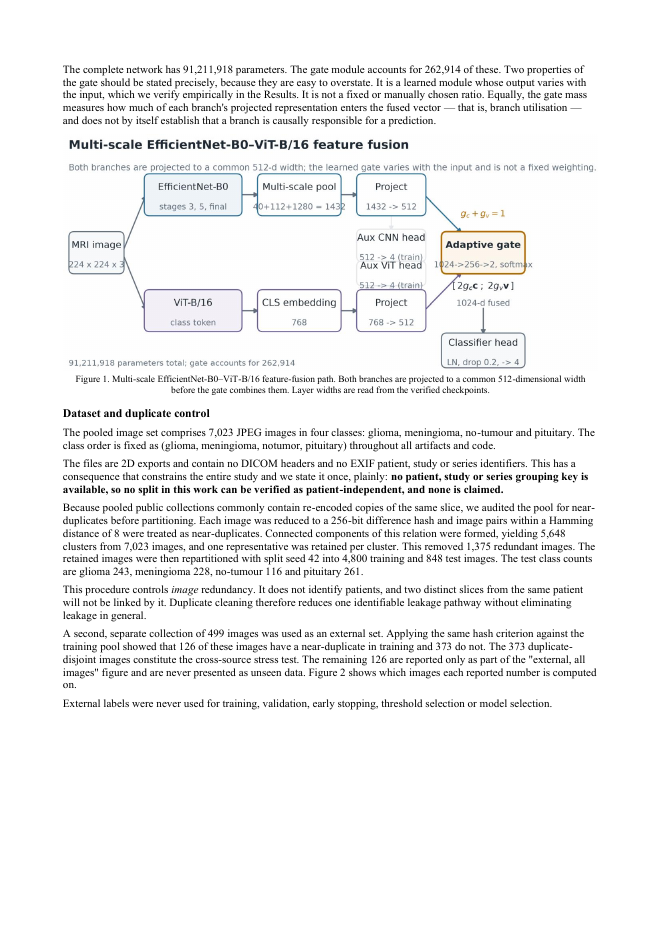 The complete network has 91,211,918 parameters. The gate module accounts for 262,914 of these. Two properties of
the gate should be stated precisely, because they are easy to overstate. It is a learned module whose output varies with
the input, which we verify empirically in the Results. It is not a fixed or manually chosen ratio. Equally, the gate mass
measures how much of each branch's projected representation enters the fused vector — that is, branch utilisation —
and does not by itself establish that a branch is causally responsible for a prediction.
Multi-scale EfficientNet-B0–ViT-B/16 feature fusion
Both branches are projected to a common 512-d width; the learned gate varies with the input and is not a fixed weighting.
EfficientNet-B0
stages 3, 5, final
Multi-scale pool
40+112+1280 = 1432
Project
1432 -> 512
g_c + g_v = 1
MRI image
224 x 224 x 3
Aux CNN head
512 -> 4 (train)
Aux ViT head
512 -> 4 (train)
Adaptive gate
1024->256->2, softmax
[2g_c c ; 2g_v v]
1024-d fused
ViT-B/16
class token
CLS embedding
768
Project
768 -> 512
Classifier head
LN, drop 0.2, -> 4
91,211,918 parameters total; gate accounts for 262,914
Figure 1. Multi-scale EfficientNet-B0–ViT-B/16 feature-fusion path. Both branches are projected to a common 512-dimensional width
before the gate combines them. Layer widths are read from the verified checkpoints.
Dataset and duplicate control
The pooled image set comprises 7,023 JPEG images in four classes: glioma, meningioma, no-tumour and pituitary. The
class order is fixed as (glioma, meningioma, notumor, pituitary) throughout all artifacts and code.
The files are 2D exports and contain no DICOM headers and no EXIF patient, study or series identifiers. This has a
consequence that constrains the entire study and we state it once, plainly: no patient, study or series grouping key is
available, so no split in this work can be verified as patient-independent, and none is claimed.
Because pooled public collections commonly contain re-encoded copies of the same slice, we audited the pool for near-
duplicates before partitioning. Each image was reduced to a 256-bit difference hash and image pairs within a Hamming
distance of 8 were treated as near-duplicates. Connected components of this relation were formed, yielding 5,648
clusters from 7,023 images, and one representative was retained per cluster. This removed 1,375 redundant images. The
retained images were then repartitioned with split seed 42 into 4,800 training and 848 test images. The test class counts
are glioma 243, meningioma 228, no-tumour 116 and pituitary 261.
This procedure controls image redundancy. It does not identify patients, and two distinct slices from the same patient
will not be linked by it. Duplicate cleaning therefore reduces one identifiable leakage pathway without eliminating
leakage in general.
A second, separate collection of 499 images was used as an external set. Applying the same hash criterion against the
training pool showed that 126 of these images have a near-duplicate in training and 373 do not. The 373 duplicate-
disjoint images constitute the cross-source stress test. The remaining 126 are reported only as part of the "external, all
images" figure and are never presented as unseen data. Figure 2 shows which images each reported number is computed
on.
External labels were never used for training, validation, early stopping, threshold selection or model selection.